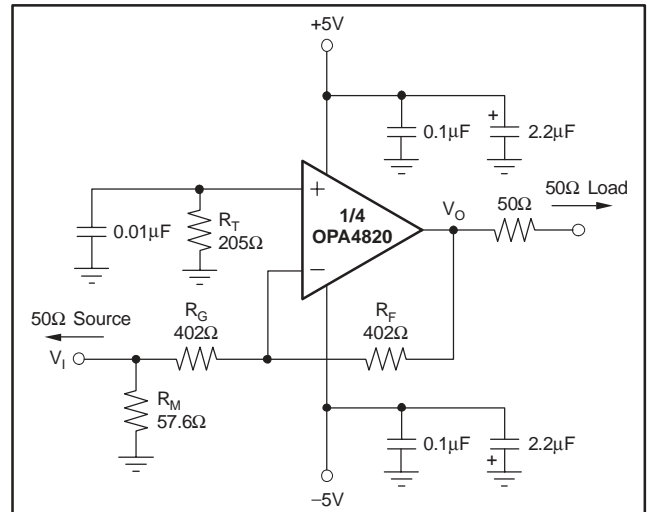 +5V
0.1μF
+
2.2μF
50Ω Load
+
1/4
OPA4820
−
V_O
50Ω
0.01μF
R_T
205Ω
50Ω Source
R_G
402Ω
R_F
402Ω
V_I
R_M
57.6Ω
0.1μF
+
2.2μF
−5V